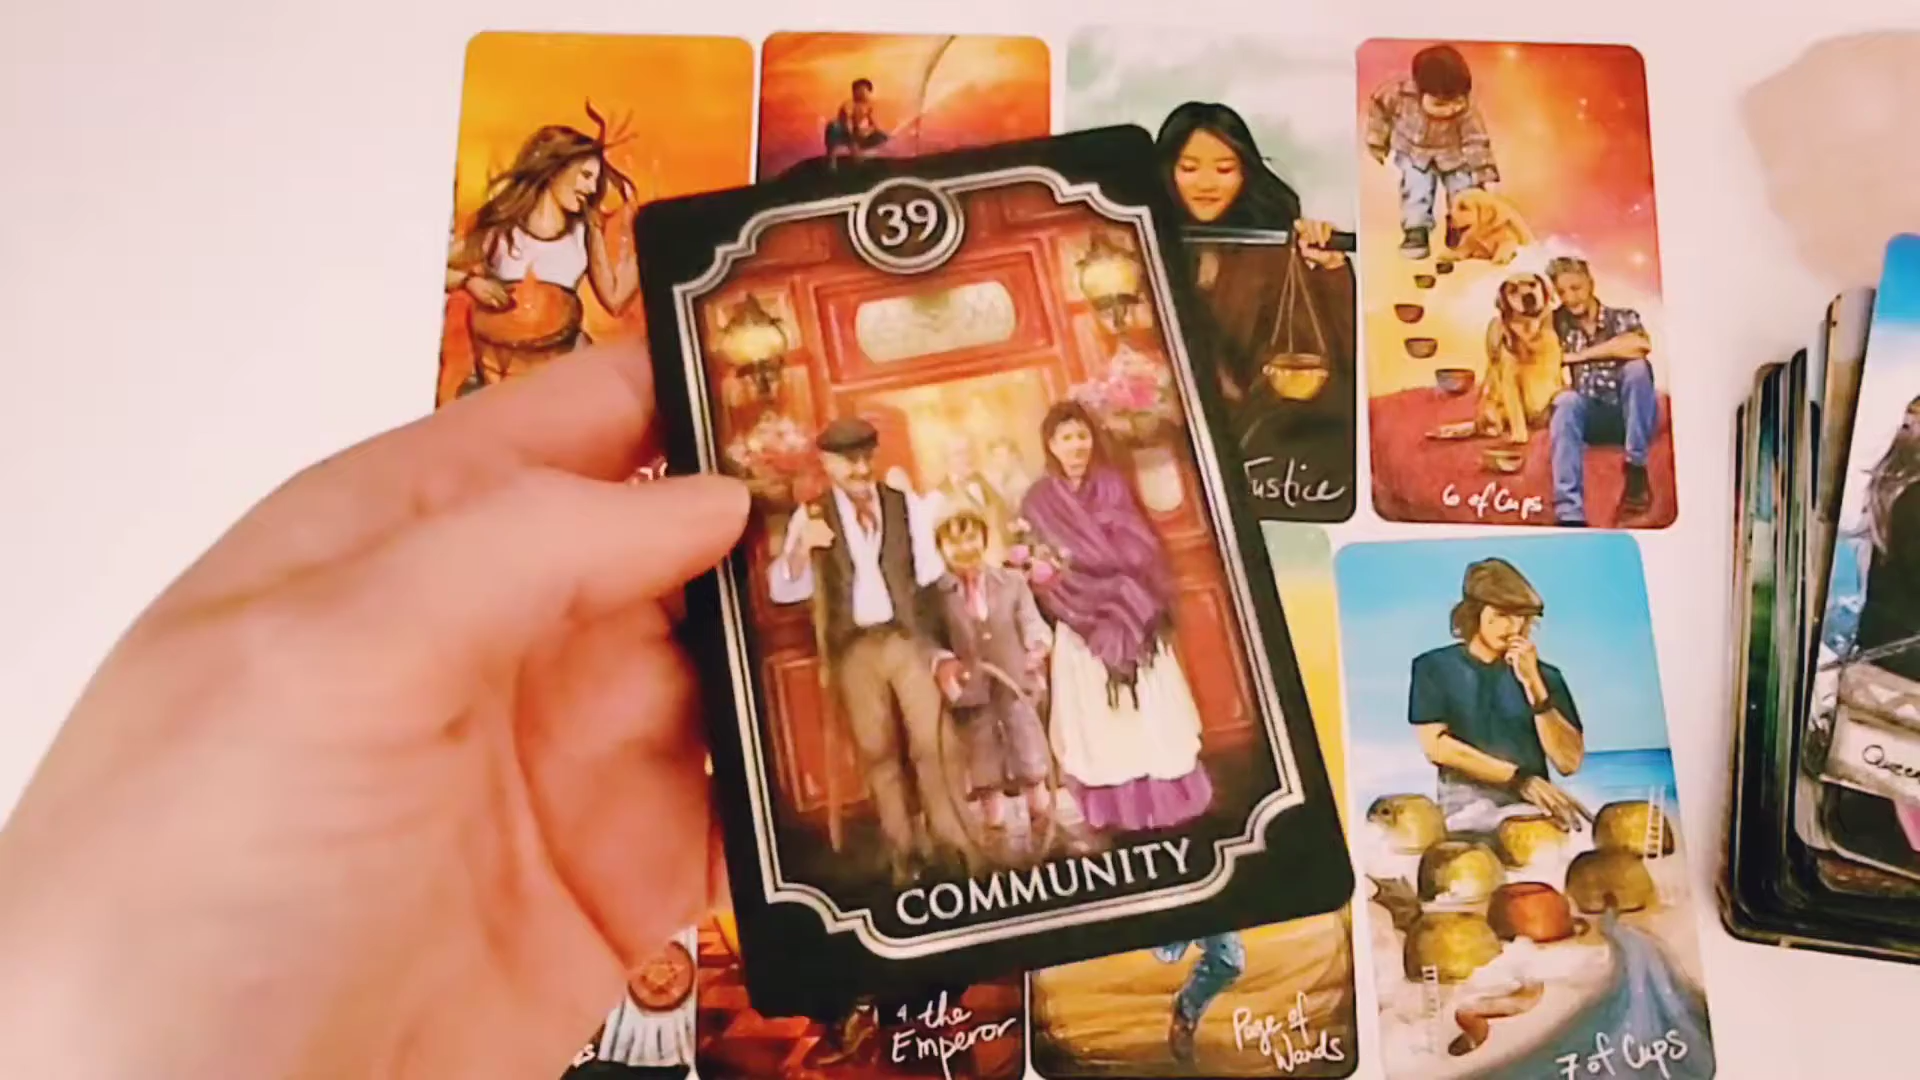 39
COMMUNITY
Justice
6 of Cups
4. the
Emperor
Page of
Wands
7 of Cups